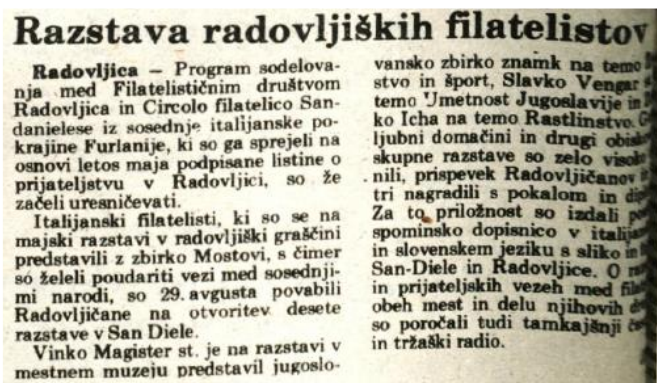 Razstava radovljiških filatelistov
Radovljica — Program sodelova-
nja med Filatelističnim društvom
Radovljica in Circolo filatelico San-
danielese iz sosednje italijanske po-
krajine Furlanije, ki so ga sprejeli na
osnovi letos maja podpisane listine o
prijateljstvu v Radovljici, so že
začeli uresničevati.
Italijanski filatelisti, ki so se na
majski razstavi v radovljiški graščini
predstavili z zbirko Mostovi, s čimer
so želeli poudariti vezi med sosednji-
mi narodi, so 29. avgusta povabili
Radovljičane na otvoritev desete
razstave v San Diele.
Vinko Magister st. je na razstavi v
mestnem muzeju predstavil jugoslo-
vansko zbirko znamk na temo
stvo in šport, Slavko Vengar
temo Umetnost Jugoslavije in
ko Icha na temo Rastlinstvo.
ljubni domačini in drugi
skupne razstave so zelo
nili, prispevek Radovljičanov
tri nagradili s pokalom in
Za to priložnost so izdali
spominsko dopisnico v
in slovenskem jeziku s sliko in
San-Diele in Radovljice. O
in prijateljskih vezeh med
obeh mest in delu njihovih
so poročali tudi tamkajšnji
in tržaški radio.